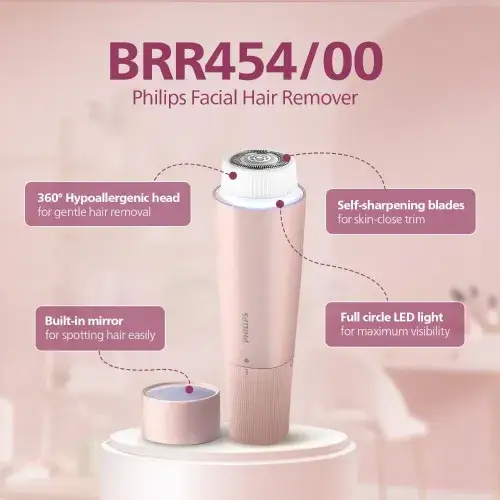 BRR454/00
Philips Facial Hair Remover
360° Hypoallergenic head
for gentle hair removal
Self-sharpening blades
for skin-close trim
Built-in mirror
for spotting hair easily
Full circle LED light
for maximum visibility
PHILIPS